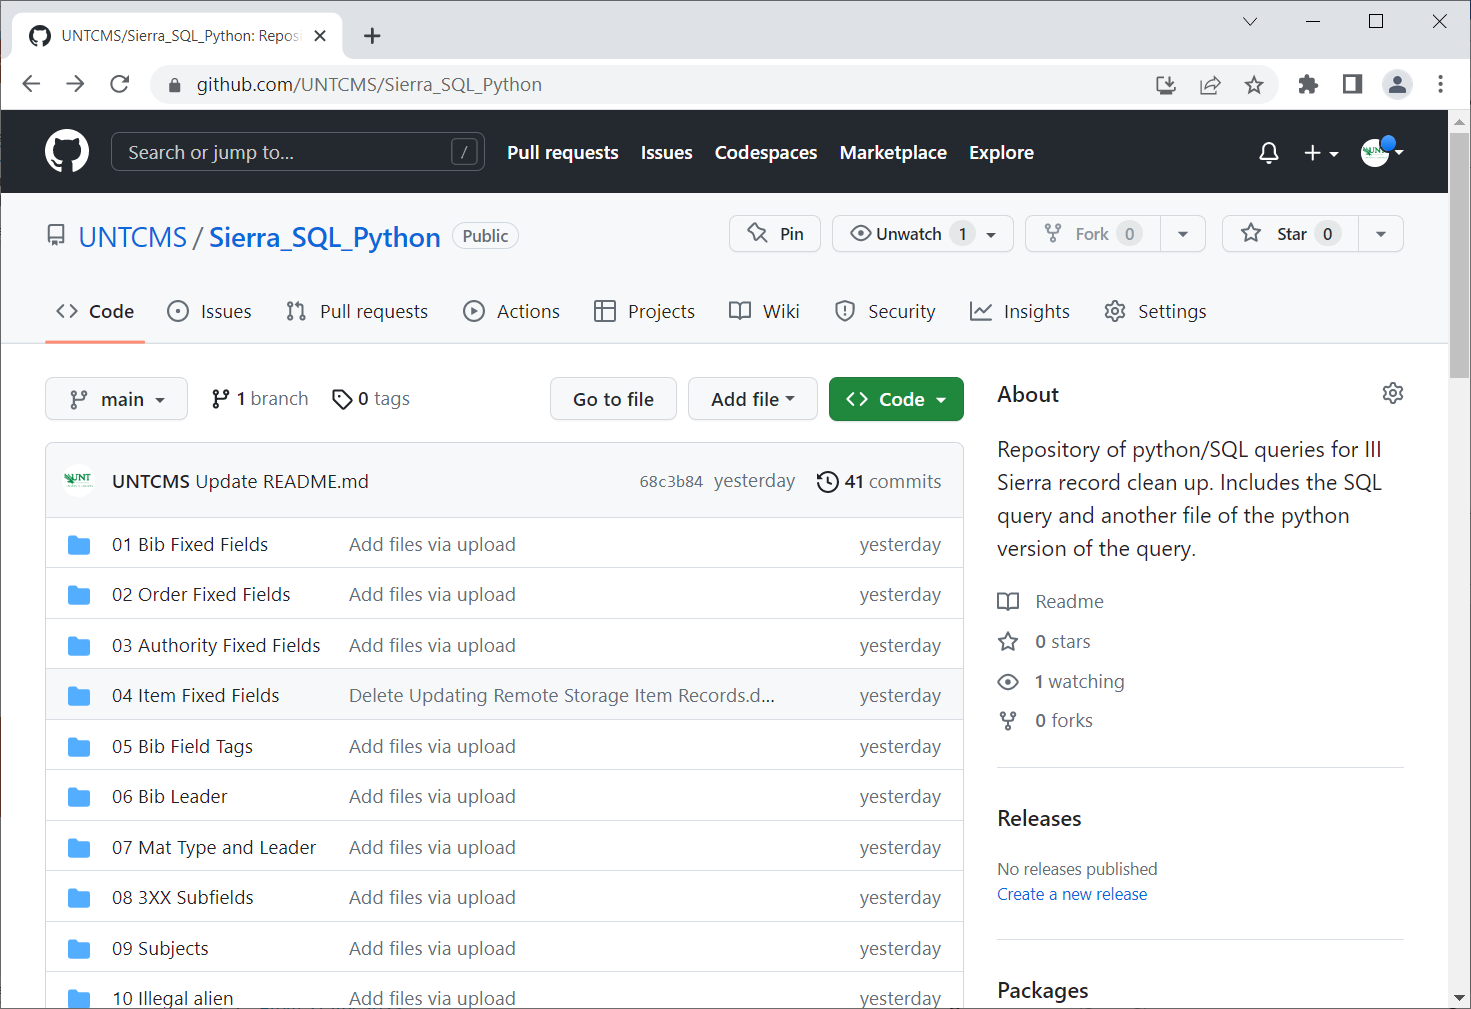 UNTCMS/Sierra_SQL_Python: Repos
github.com/UNTCMS/Sierra_SQL_Python
Search or jump to... /
Pull requests Issues Codespaces Marketplace Explore
UNTCMS / Sierra_SQL_Python Public
Pin Unwatch 1 Fork 0 Star 0
Code Issues Pull requests Actions Projects Wiki Security Insights Settings
main 1 branch 0 tags Go to file Add file Code
UNT UNTCMS Update README.md 68c3b84 yesterday 41 commits
01 Bib Fixed Fields Add files via upload yesterday
02 Order Fixed Fields Add files via upload yesterday
03 Authority Fixed Fields Add files via upload yesterday
04 Item Fixed Fields Delete Updating Remote Storage Item Records.d... yesterday
05 Bib Field Tags Add files via upload yesterday
06 Bib Leader Add files via upload yesterday
07 Mat Type and Leader Add files via upload yesterday
08 3XX Subfields Add files via upload yesterday
09 Subjects Add files via upload yesterday
10 Illegal alien Add files via upload yesterday
About
Repository of python/SQL queries for III
Sierra record clean up. Includes the SQL
query and another file of the python
version of the query.
Readme
0 stars
1 watching
0 forks
Releases
No releases published
Create a new release
Packages